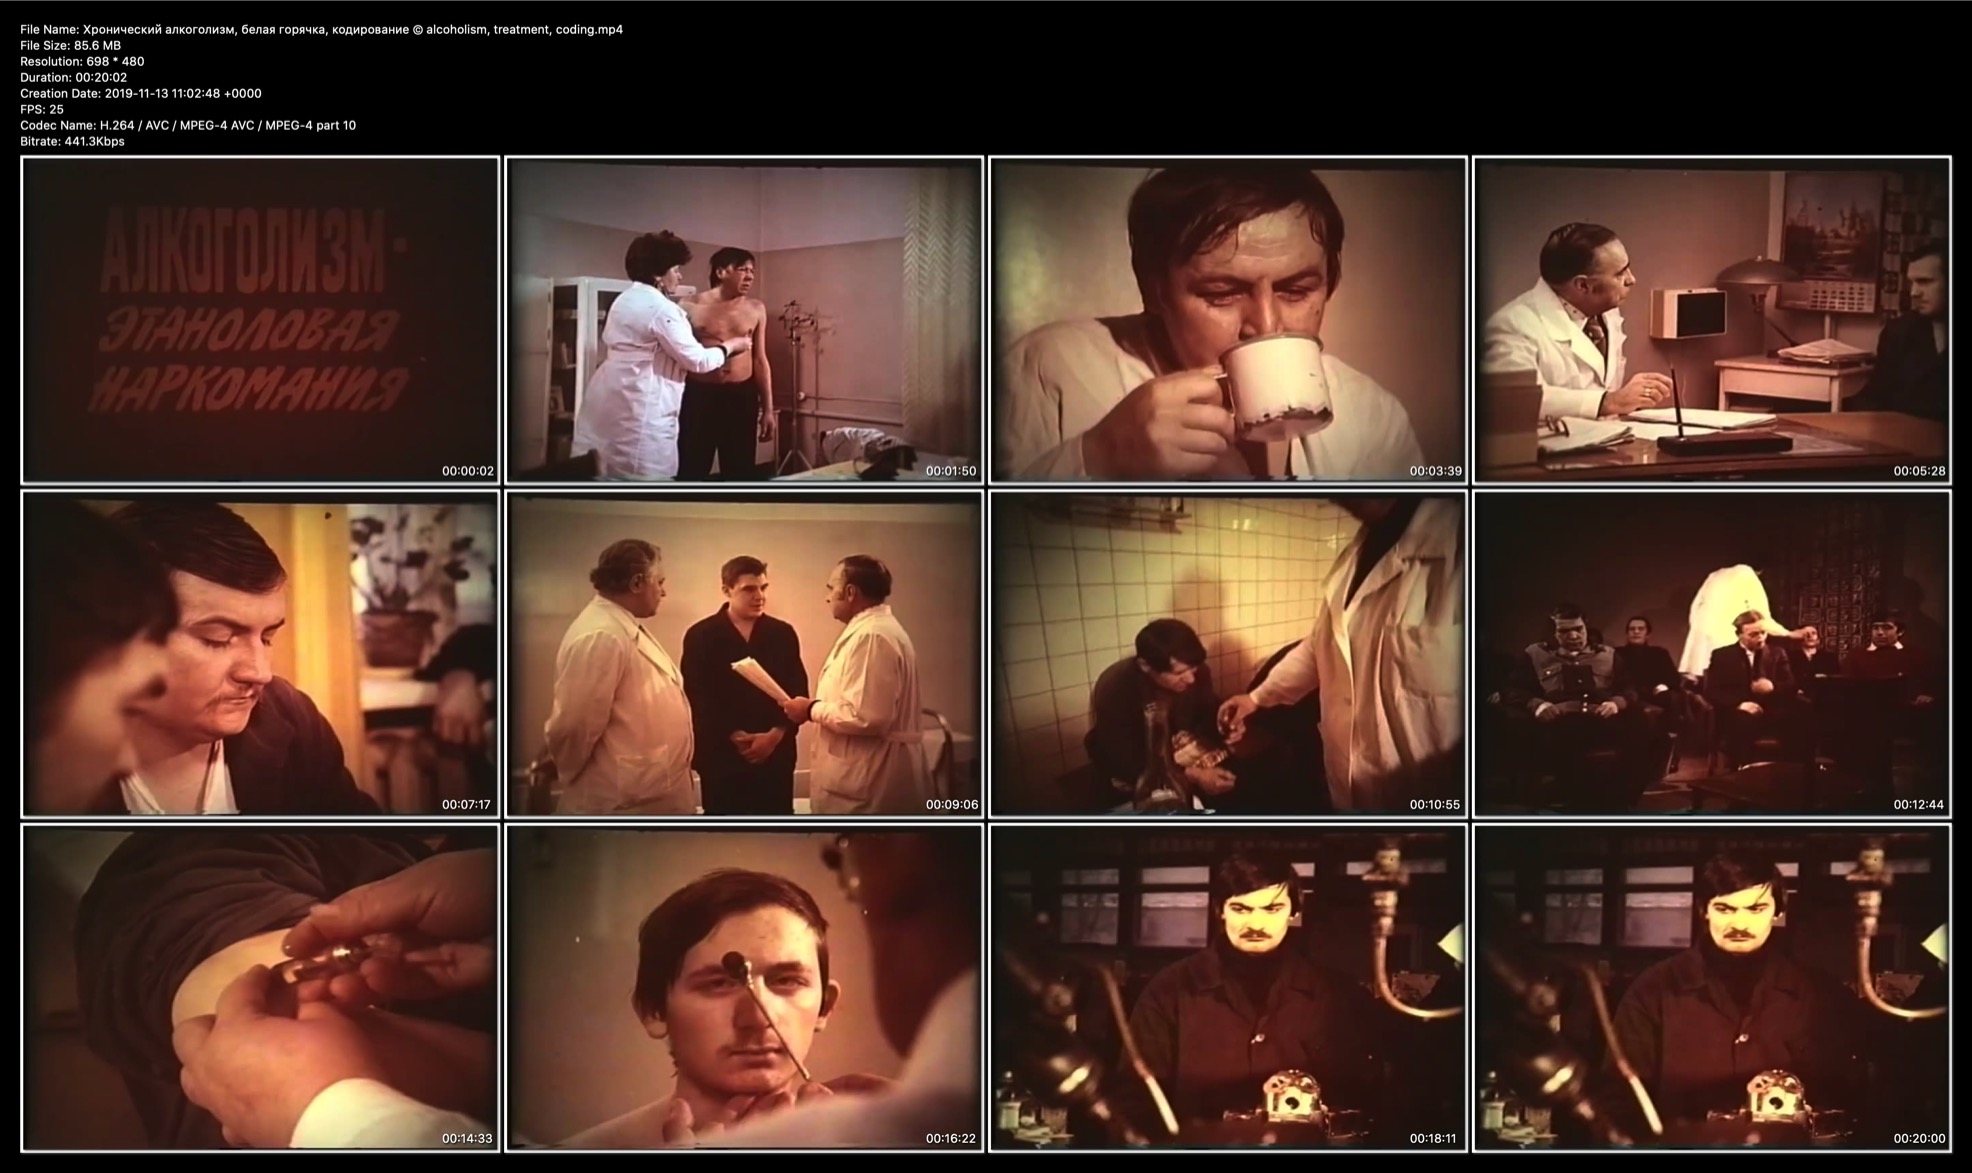 File Name: Хронический алкоголизм, белая горячка, кодирование © alcoholism, treatment, coding.mp4
File Size: 85.6 MB
Resolution: 698 * 480
Duration: 00:20:02
Creation Date: 2019-11-13 11:02:48 +0000
FPS: 25
Codec Name: H.264 / AVC / MPEG-4 AVC / MPEG-4 part 10
Bitrate: 441.3Kbps
АЛКОГОЛИЗМ-
ЭТАНОЛОВАЯ
НАРКОМАНИЯ
00:00:02
00:01:50
00:03:39
00:05:28
00:07:17
00:09:06
00:10:55
00:12:44
00:14:33
00:16:22
00:18:11
00:20:00